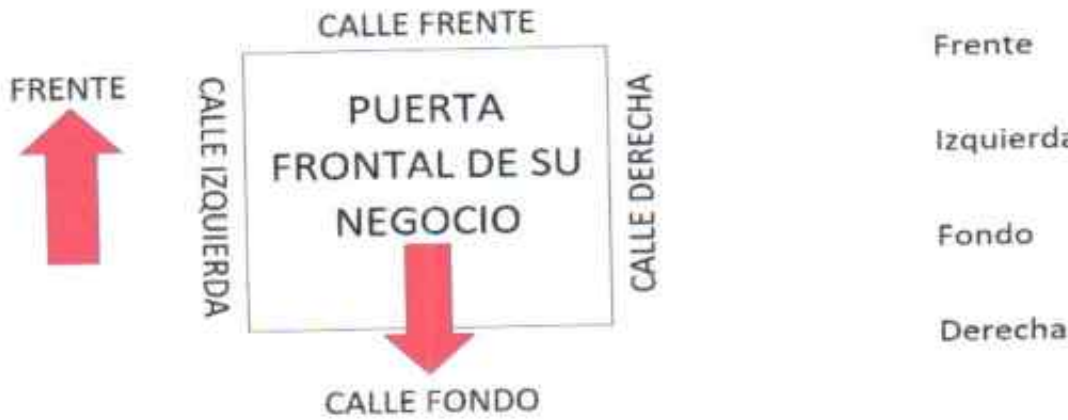 CALLE FRENTE
FRENTE
CALLE IZQUIERDA
PUERTA
FRONTAL DE SU
NEGOCIO
CALLE DERECHA
CALLE FONDO
Frente
Izquierda
Fondo
Derecha